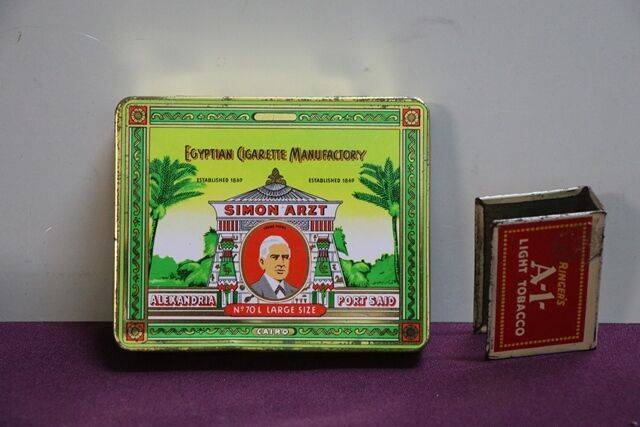 EGYPTIAN CIGARETTE MANUFACTORY
ESTABLISHED 1869 ESTABLISHED 1869
SIMON ARZT
ALEXANDRIA PORT SAID
Nº 70 L LARGE SIZE
CAIRO
RINGER'S
A-1-
LIGHT TOBACCO